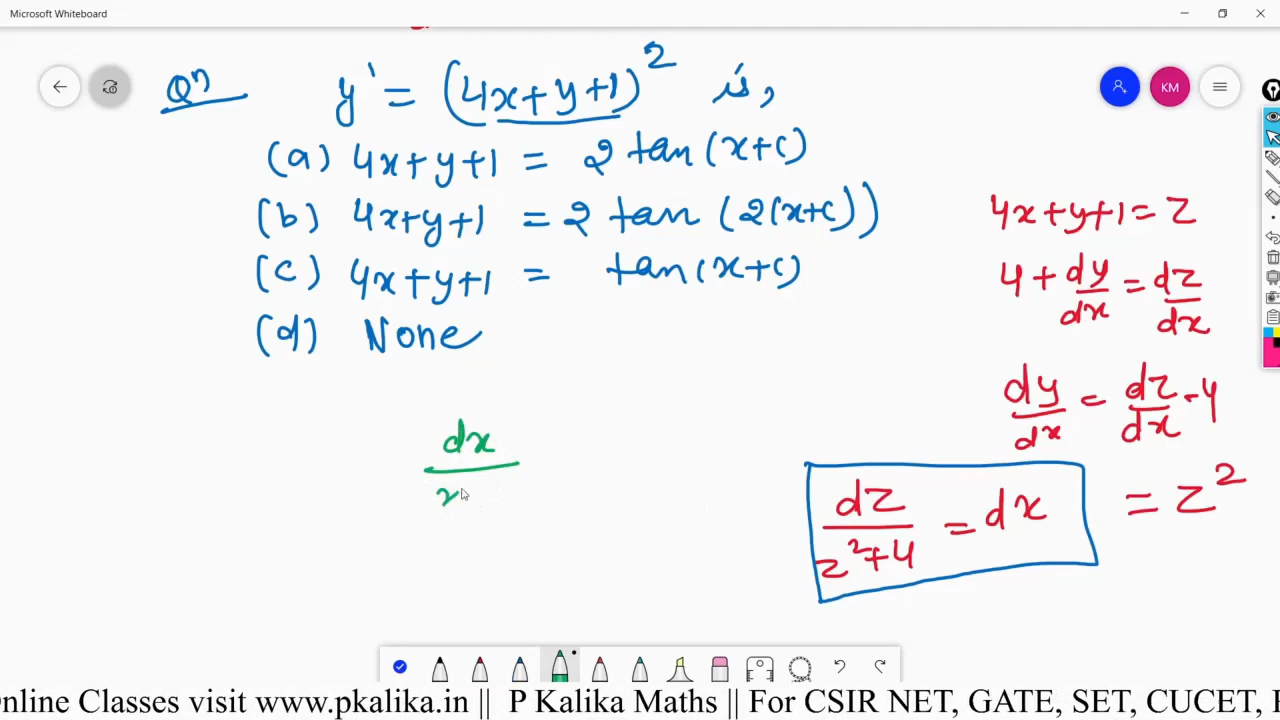 Microsoft Whiteboard
Qn y' = (4x+y+1)² is,
KM
(a) 4x+y+1 = 2 tan(x+c)
(b) 4x+y+1 = 2 tan (2(x+c))
(c) 4x+y+1 = tan(x+c)
(d) None
4x+y+1=z
4+dy/dx=dz/dx
dy/dx = dz/dx-4
= z²
dz/z²+4 = dx
dx
Online Classes visit www.pkalika.in || P Kalika Maths || For CSIR NET, GATE, SET, CUCET,